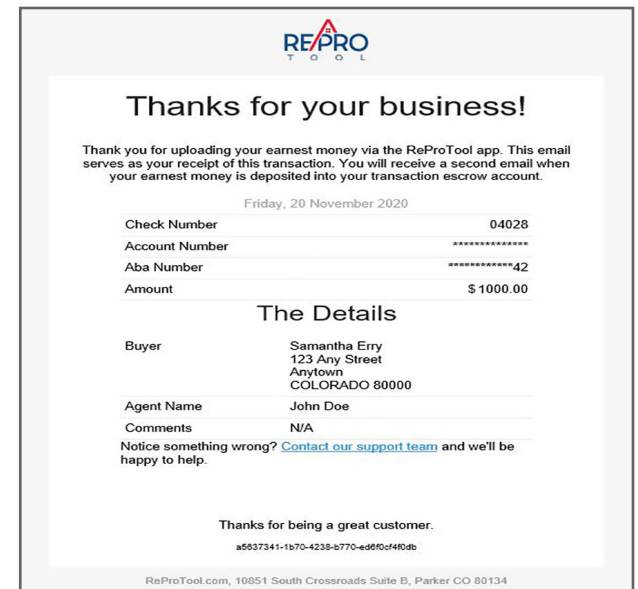 REPRO
TOOL
Thanks for your business!
Thank you for uploading your earnest money via the ReProTool app. This email
serves as your receipt of this transaction. You will receive a second email when
your earnest money is deposited into your transaction escrow account.
Friday, 20 November 2020
Check Number 04028
Account Number **************
Aba Number ************42
Amount $1000.00
The Details
Buyer Samantha Erry
123 Any Street
Anytown
COLORADO 80000
Agent Name John Doe
Comments N/A
Notice something wrong? Contact our support team and we'll be
happy to help.
Thanks for being a great customer.
a5637341-1b70-4238-b770-ed6f0cf4f0db
ReProTool.com, 10851 South Crossroads Suite B, Parker CO 80134